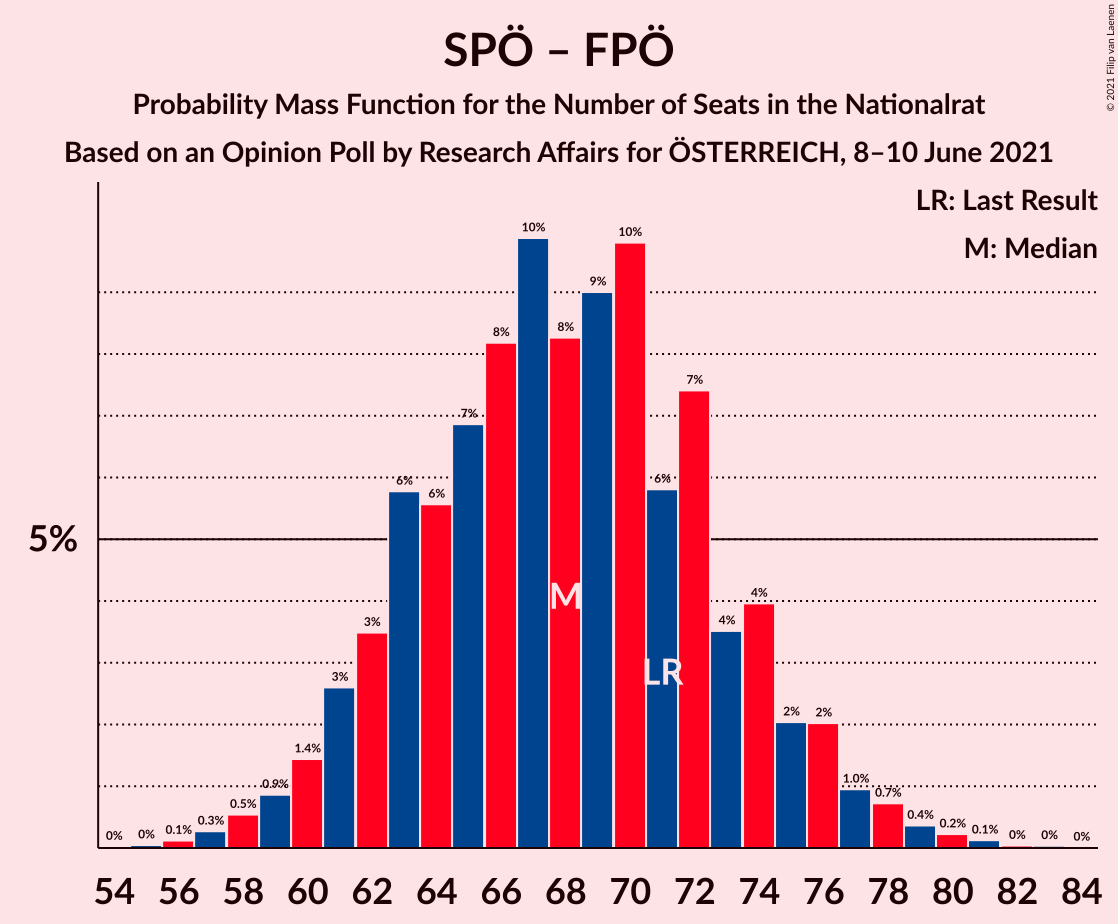 SPÖ – FPÖ
Probability Mass Function for the Number of Seats in the Nationalrat
Based on an Opinion Poll by Research Affairs for ÖSTERREICH, 8–10 June 2021
© 2021 Filip van Laenen
LR: Last Result
M: Median
5%
0% 0% 0.1% 0.3% 0.5% 0.9% 1.4% 3% 3% 6% 6% 7% 8% 10% 8% 9% 10% 6% 7% 4% 4% 2% 2% 1.0% 0.7% 0.4% 0.2% 0.1% 0% 0% 0%
M
LR
54 56 58 60 62 64 66 68 70 72 74 76 78 80 82 84